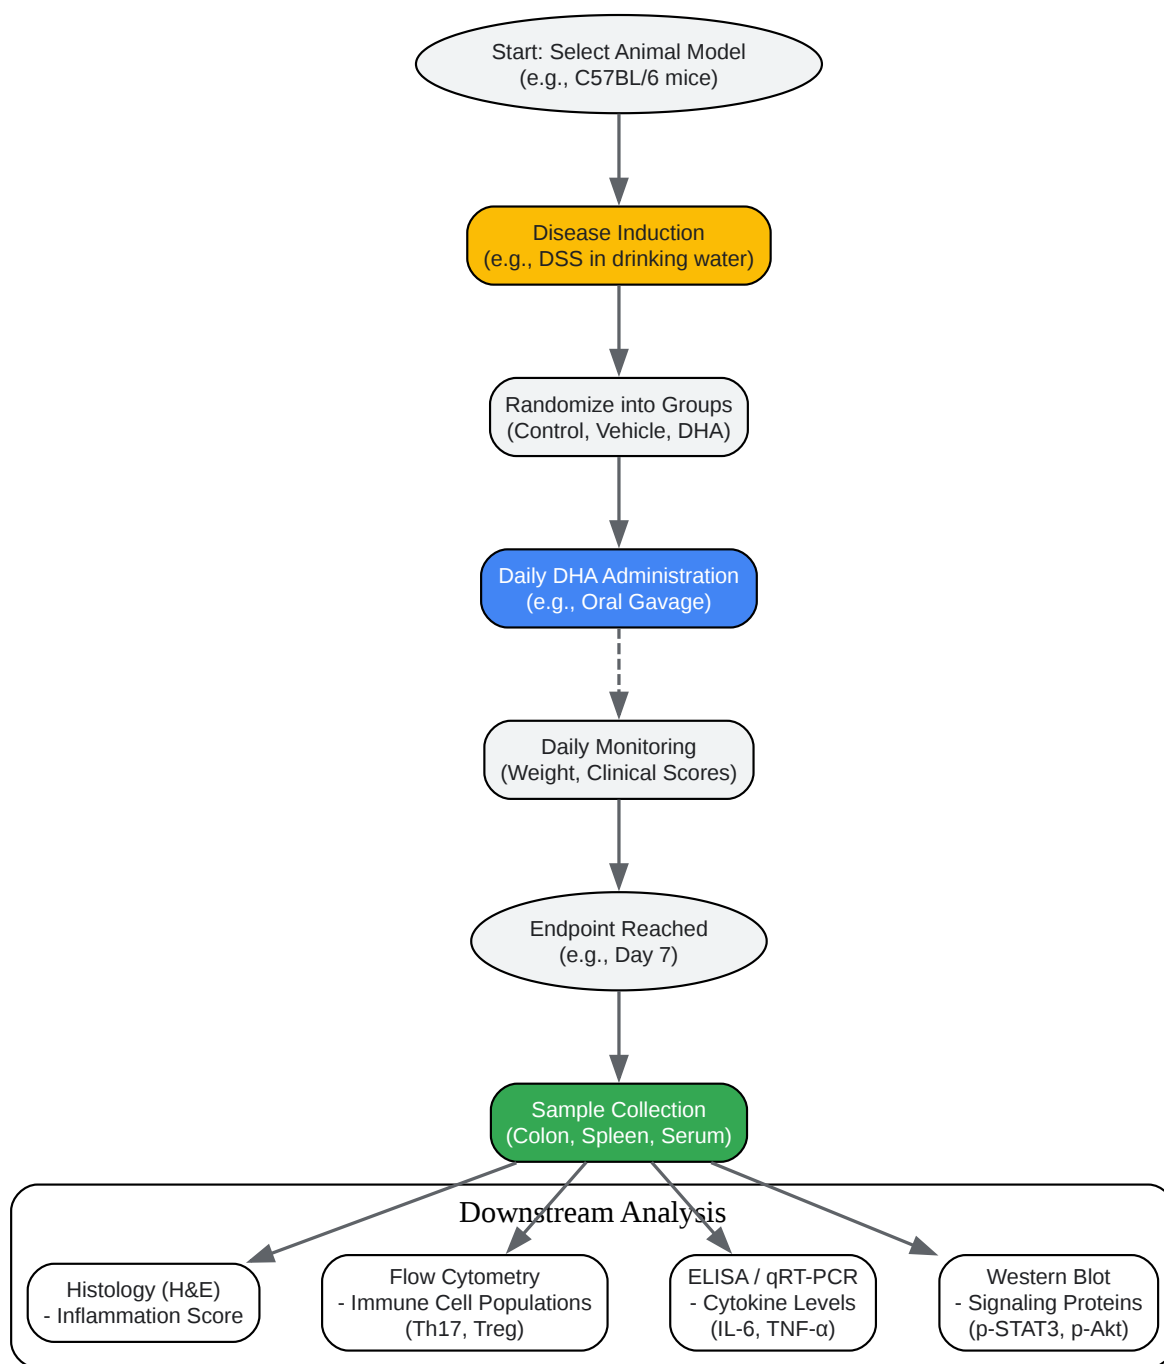 Start: Select Animal Model
(e.g., C57BL/6 mice)
Disease Induction
(e.g., DSS in drinking water)
Randomize into Groups
(Control, Vehicle, DHA)
Daily DHA Administration
(e.g., Oral Gavage)
Daily Monitoring
(Weight, Clinical Scores)
Endpoint Reached
(e.g., Day 7)
Sample Collection
(Colon, Spleen, Serum)
Downstream Analysis
Histology (H&E)
- Inflammation Score
Flow Cytometry
- Immune Cell Populations
(Th17, Treg)
ELISA / qRT-PCR
- Cytokine Levels
(IL-6, TNF-α)
Western Blot
- Signaling Proteins
(p-STAT3, p-Akt)